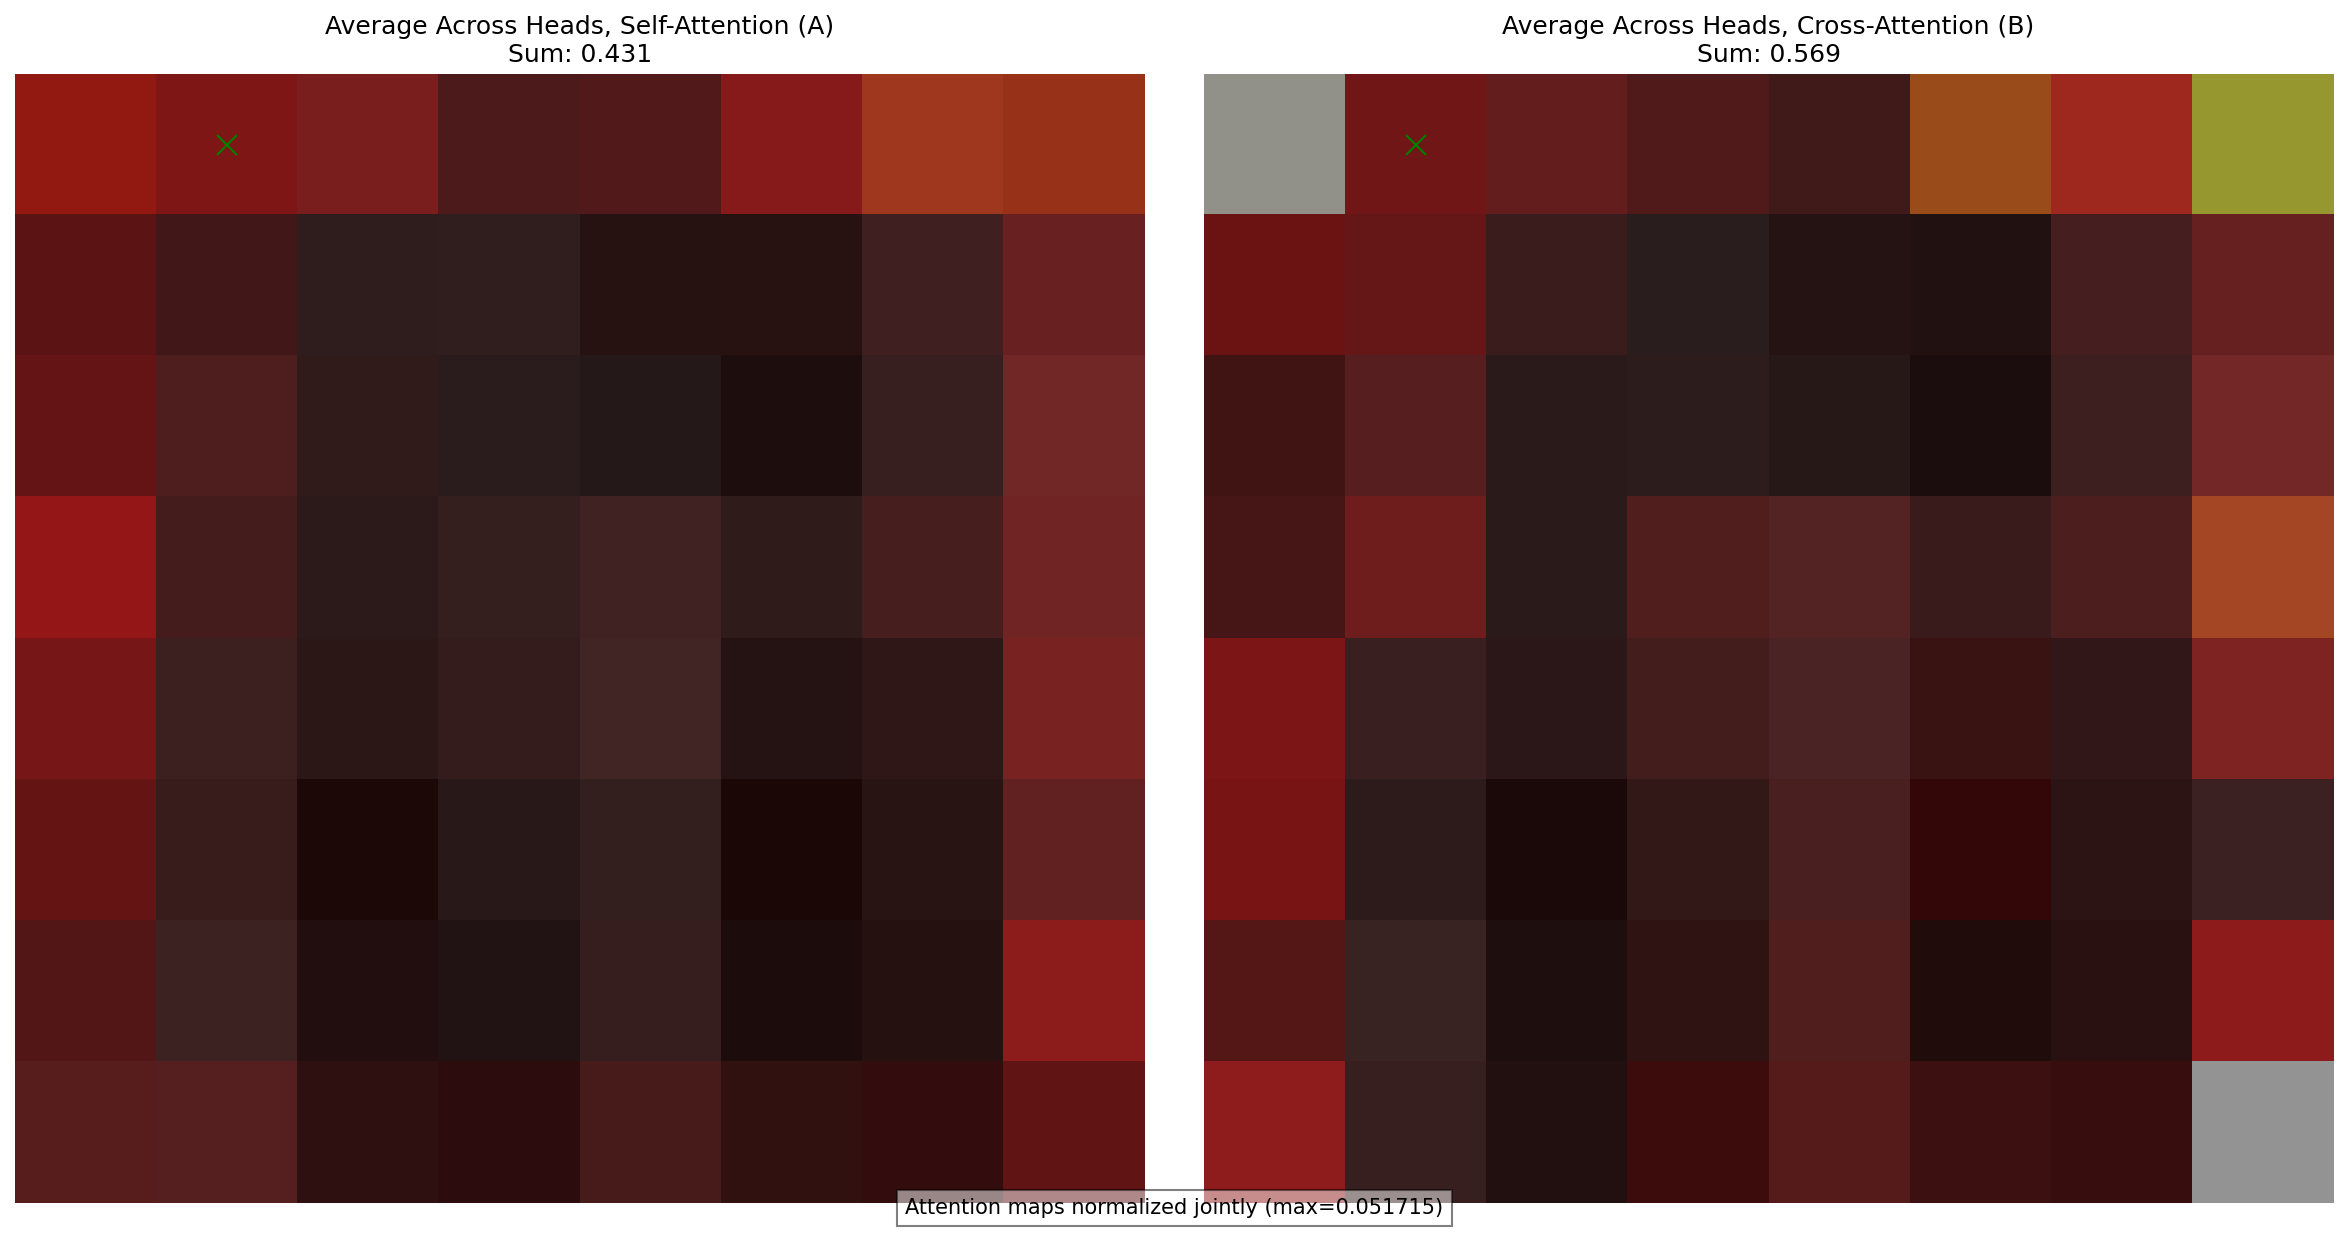 Average Across Heads, Self-Attention (A)
Sum: 0.431
Average Across Heads, Cross-Attention (B)
Sum: 0.569
Attention maps normalized jointly (max=0.051715)